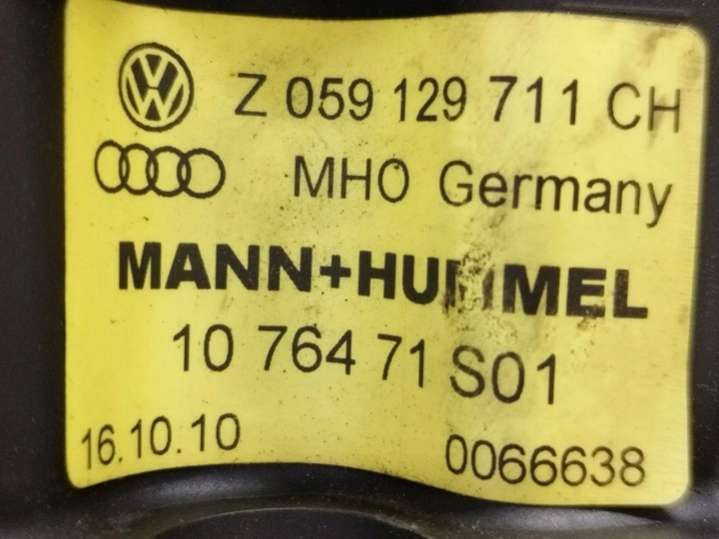 Z 059 129 711 CH
MHO Germany
MANN+HUMMEL
10 764 71 S01
16.10.10 0066638